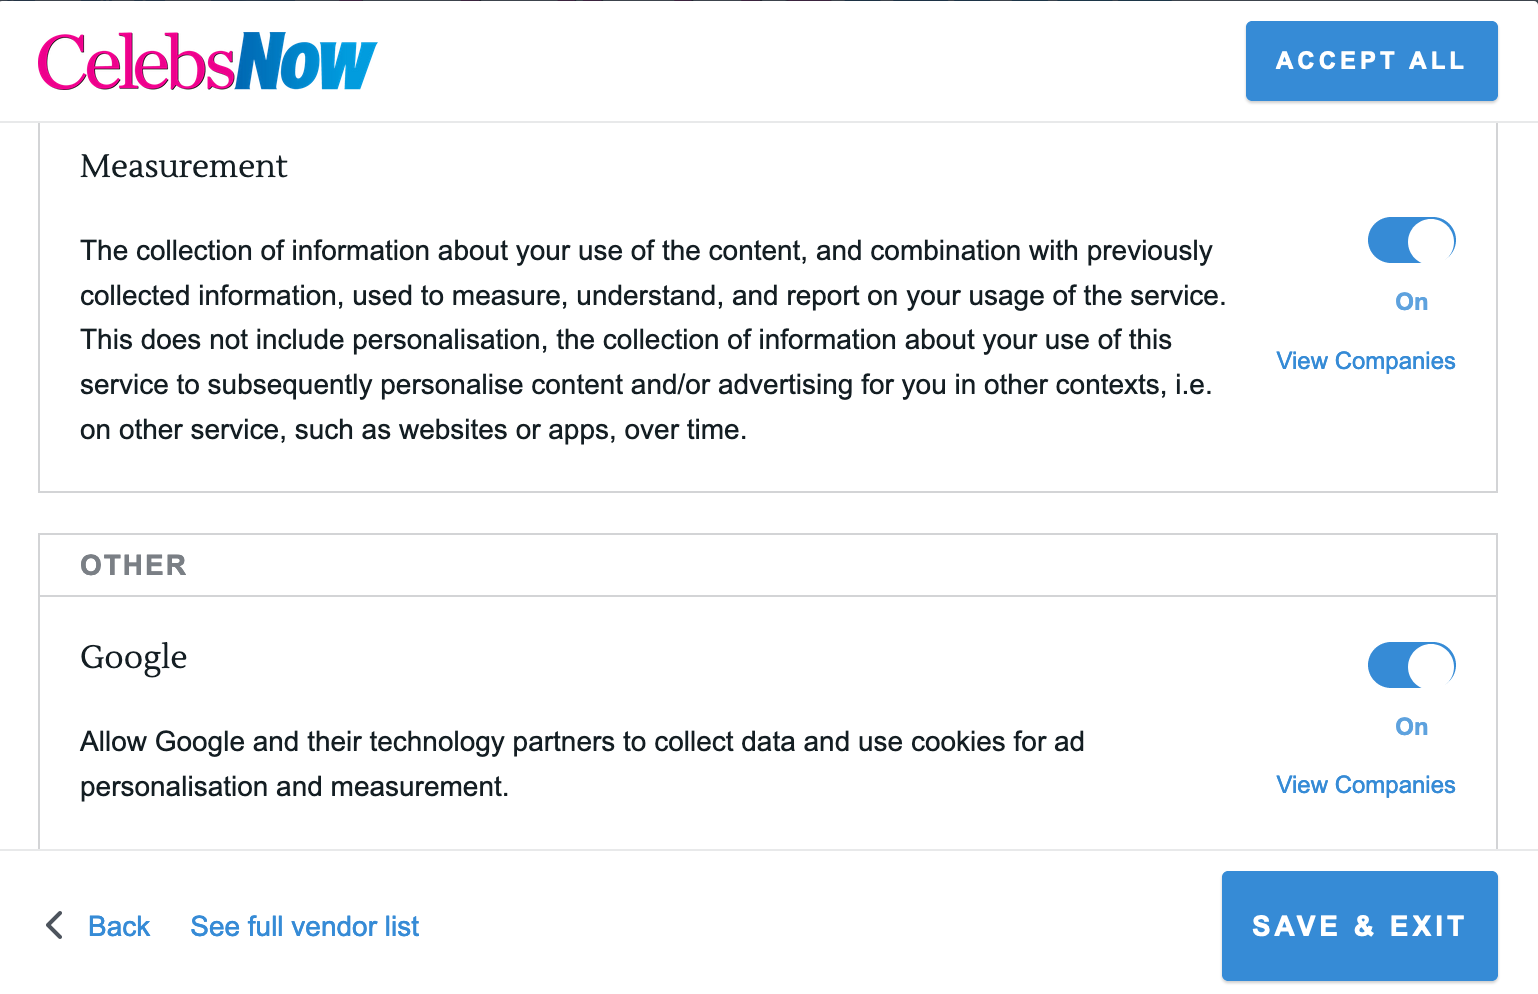 CelebsNow
ACCEPT ALL
Measurement
The collection of information about your use of the content, and combination with previously
collected information, used to measure, understand, and report on your usage of the service.
This does not include personalisation, the collection of information about your use of this
service to subsequently personalise content and/or advertising for you in other contexts, i.e.
on other service, such as websites or apps, over time.
On
View Companies
OTHER
Google
Allow Google and their technology partners to collect data and use cookies for ad
personalisation and measurement.
On
View Companies
Back
See full vendor list
SAVE & EXIT